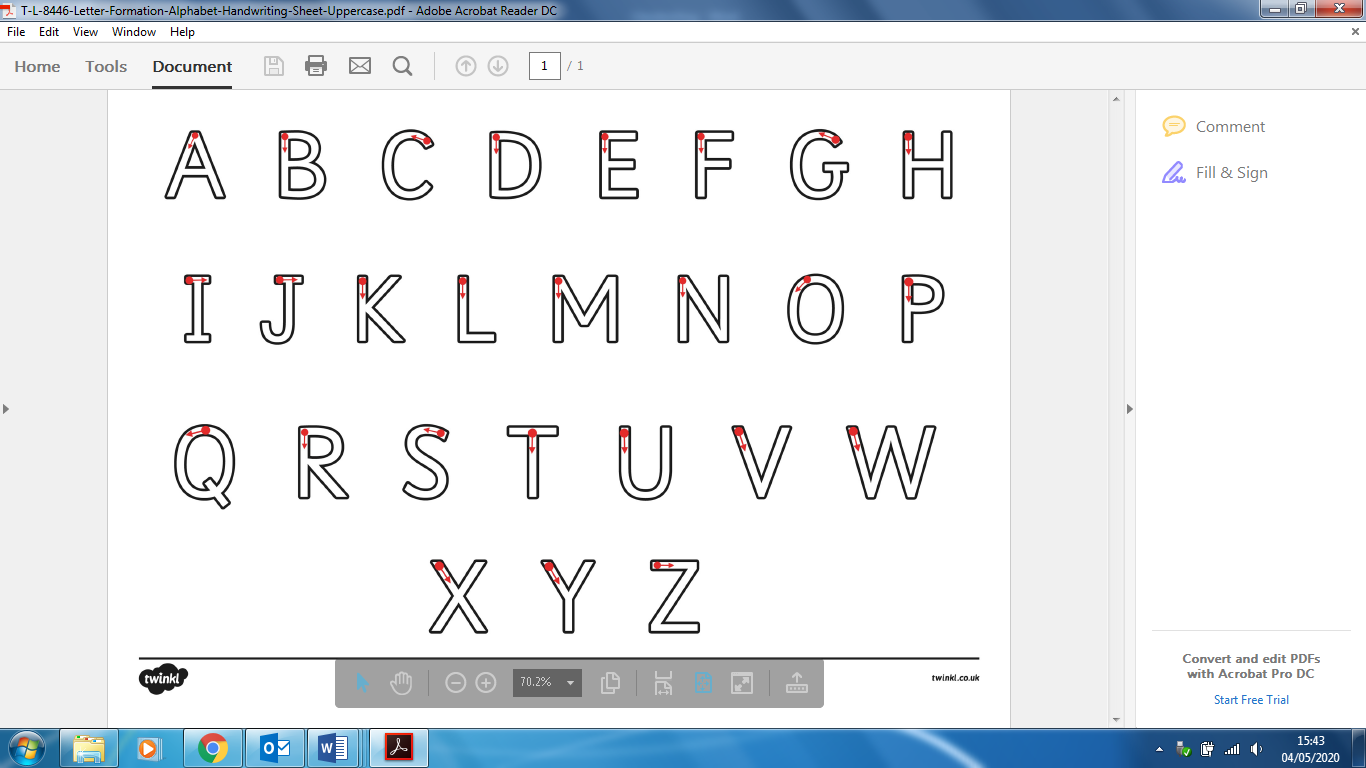 T-L-8446-Letter-Formation-Alphabet-Handwriting-Sheet-Uppercase.pdf - Adobe Acrobat Reader DC
File Edit View Window Help
Home Tools Document 1 / 1
A B C D E F G H
I J K L M N O P
Q R S T U V W
X Y Z
twinkl
twinkl.co.uk
70.2%
Comment
Fill & Sign
Convert and edit PDFs
with Acrobat Pro DC
Start Free Trial
15:43
04/05/2020